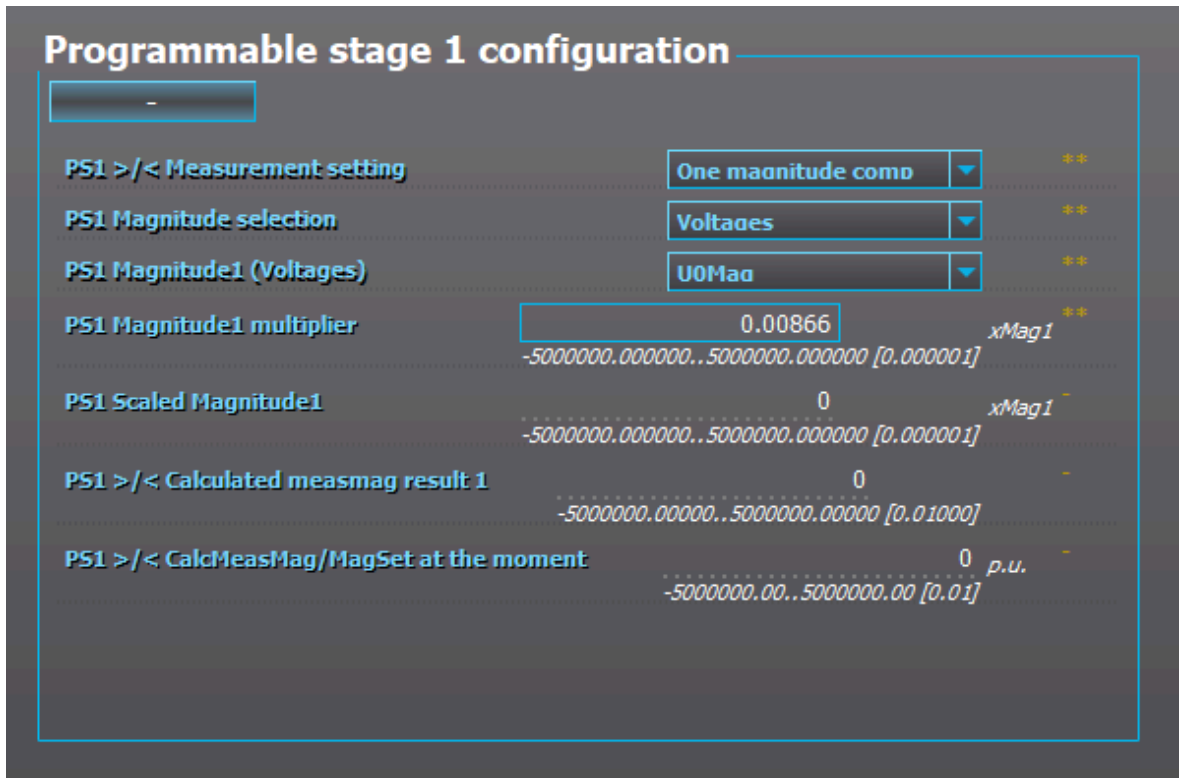 Programmable stage 1 configuration
-
PS1 >/< Measurement setting One magnitude comp **
PS1 Magnitude selection Voltages **
PS1 Magnitude1 (Voltages) U0Mag **
PS1 Magnitude1 multiplier 0.00866 xMag1 **
-5000000.000000..5000000.000000 [0.000001]
PS1 Scaled Magnitude1 0 xMag1 -
-5000000.000000..5000000.000000 [0.000001]
PS1 >/< Calculated measmag result 1 0 -
-5000000.00000..5000000.00000 [0.01000]
PS1 >/< CalcMeasMag/MagSet at the moment 0 p.u. -
-5000000.00..5000000.00 [0.01]